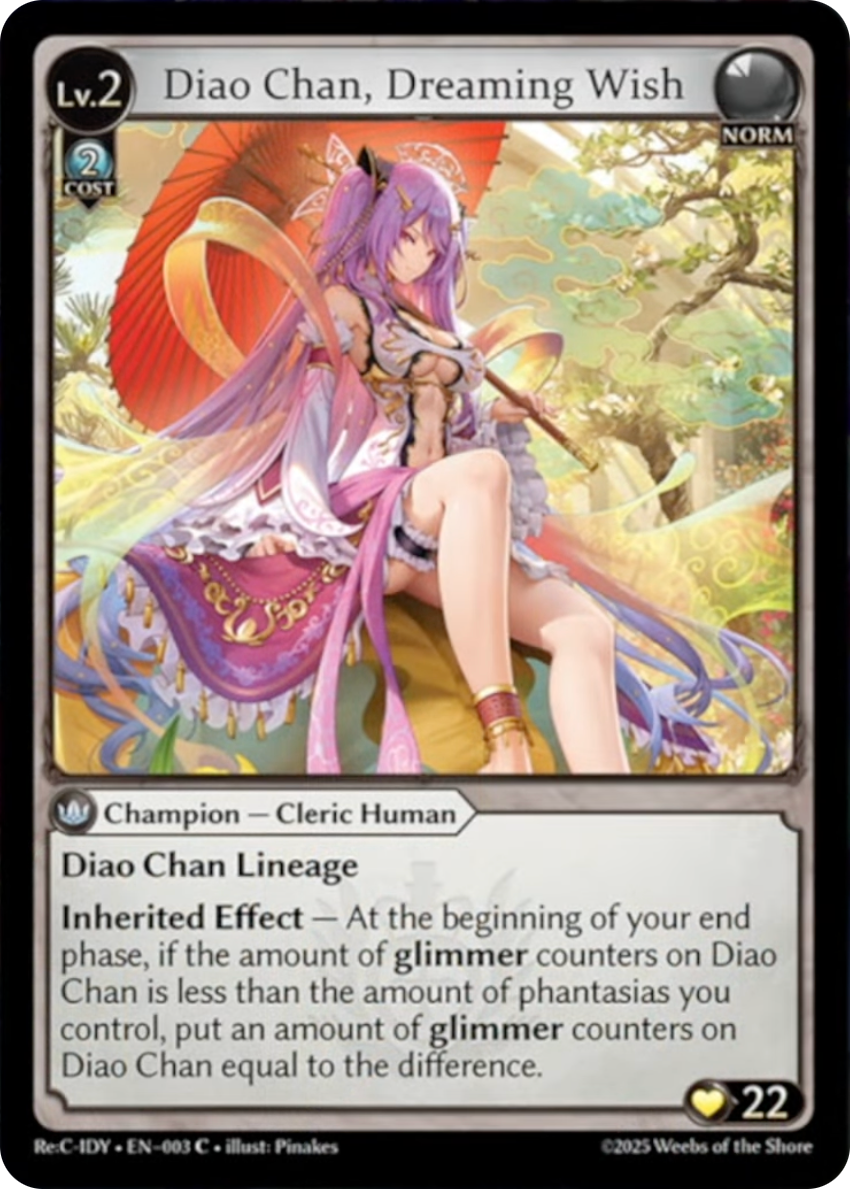 Lv.2 Diao Chan, Dreaming Wish
NORM
2
COST
Champion — Cleric Human
Diao Chan Lineage
Inherited Effect — At the beginning of your end
phase, if the amount of glimmer counters on Diao
Chan is less than the amount of phantasias you
control, put an amount of glimmer counters on
Diao Chan equal to the difference.
22
Re:C-IDY • EN-003 C • illust: Pinakes ©2025 Weebs of the Shore